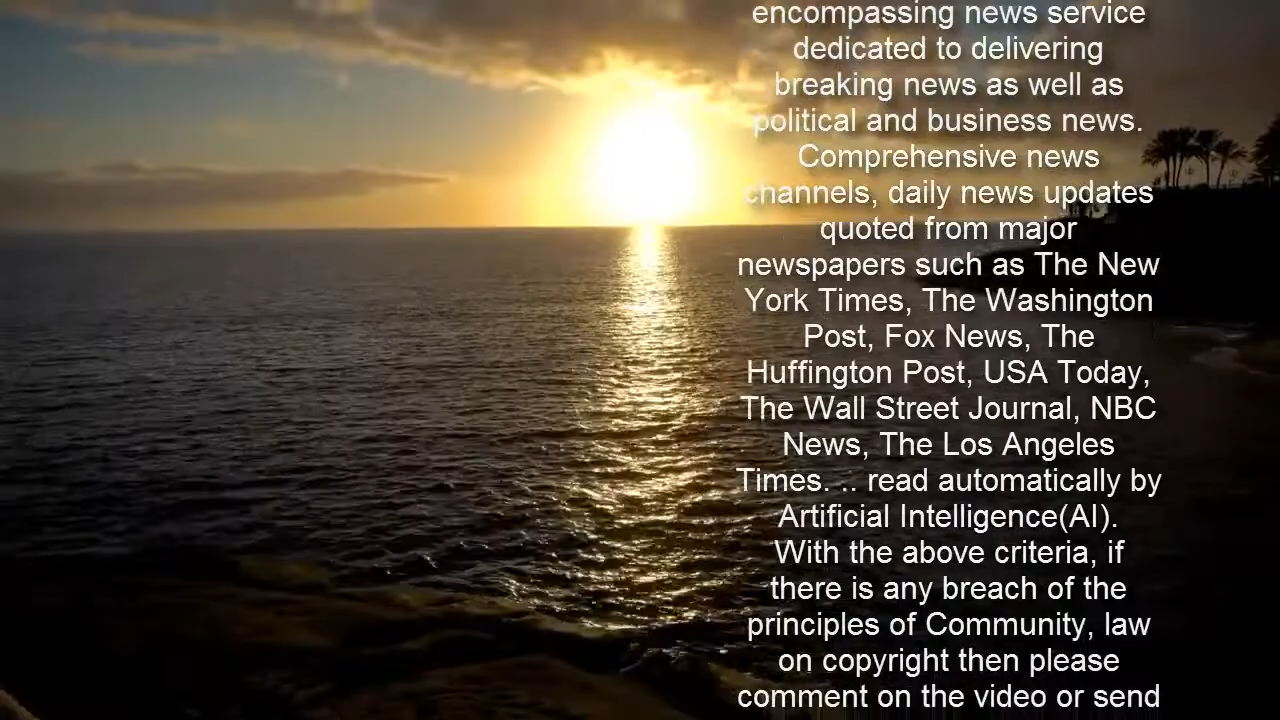 encompassing news service
dedicated to delivering
breaking news as well as
political and business news.
Comprehensive news
channels, daily news updates
quoted from major
newspapers such as The New
York Times, The Washington
Post, Fox News, The
Huffington Post, USA Today,
The Wall Street Journal, NBC
News, The Los Angeles
Times. .. read automatically by
Artificial Intelligence(AI).
With the above criteria, if
there is any breach of the
principles of Community, law
on copyright then please
comment on the video or send